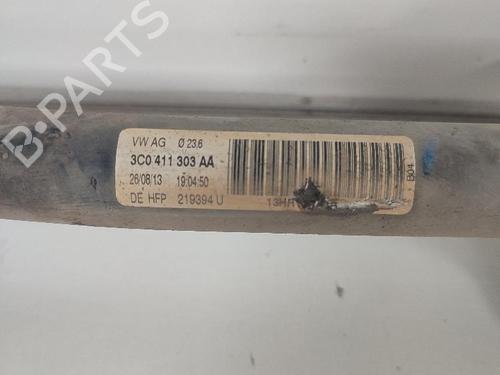 B-PARTS
VW AG Ø 23.6
3C0 411 303 AA
26/08/13 19:04:50
DE HFP 219394 U
B04